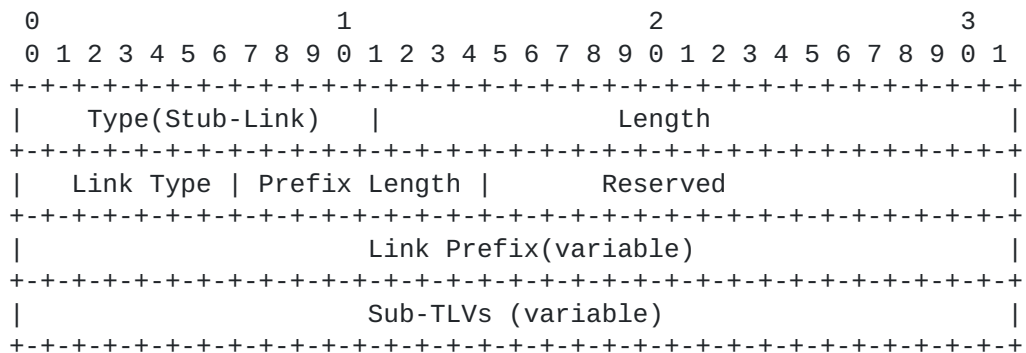 0                   1                   2                   3
 0 1 2 3 4 5 6 7 8 9 0 1 2 3 4 5 6 7 8 9 0 1 2 3 4 5 6 7 8 9 0 1
+-+-+-+-+-+-+-+-+-+-+-+-+-+-+-+-+-+-+-+-+-+-+-+-+-+-+-+-+-+-+-+-+
|    Type(Stub-Link)   |               Length                   |
+-+-+-+-+-+-+-+-+-+-+-+-+-+-+-+-+-+-+-+-+-+-+-+-+-+-+-+-+-+-+-+-+
|   Link Type | Prefix Length |       Reserved                  |
+-+-+-+-+-+-+-+-+-+-+-+-+-+-+-+-+-+-+-+-+-+-+-+-+-+-+-+-+-+-+-+-+
|                      Link Prefix(variable)                    |
+-+-+-+-+-+-+-+-+-+-+-+-+-+-+-+-+-+-+-+-+-+-+-+-+-+-+-+-+-+-+-+-+
|                      Sub-TLVs (variable)                      |
+-+-+-+-+-+-+-+-+-+-+-+-+-+-+-+-+-+-+-+-+-+-+-+-+-+-+-+-+-+-+-+-+